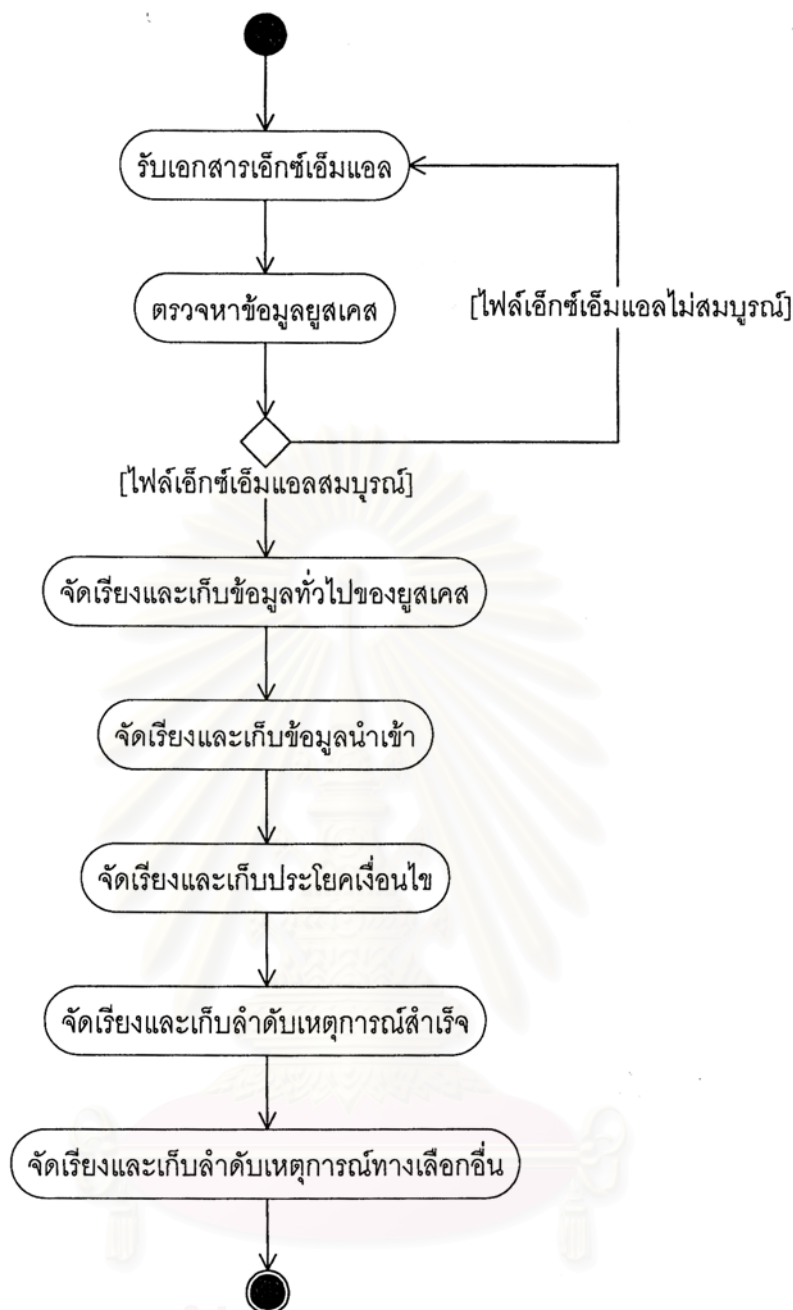 รับเอกสารเอ็กซ์เอ็มแอล
ตรวจหาข้อมูลยูสเคส
[ไฟล์เอ็กซ์เอ็มแอลไม่สมบูรณ์]
[ไฟล์เอ็กซ์เอ็มแอลสมบุรณ์]
จัดเรียงและเก็บข้อมูลทั่วไปของยูสเคส
จัดเรียงและเก็บข้อมูลนำเข้า
จัดเรียงและเก็บประโยคเงื่อนไข
จัดเรียงและเก็บลำดับเหตุการณ์สำเร็จ
จัดเรียงและเก็บลำดับเหตุการณ์ทางเลือกอื่น